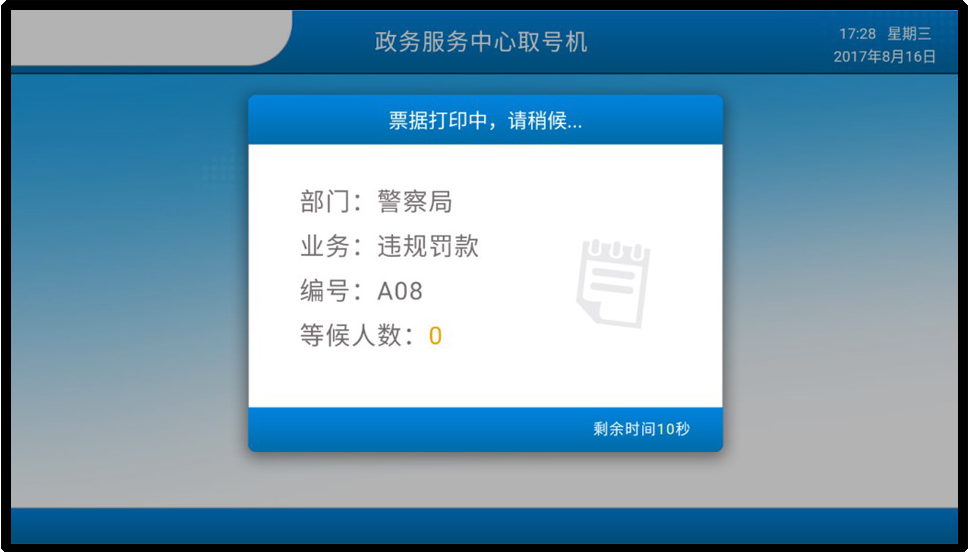 政务服务中心取号机
17:28 星期三
2017年8月16日
票据打印中，请稍候...
部门：警察局
业务：违规罚款
编号：A08
等候人数：0
剩余时间10秒